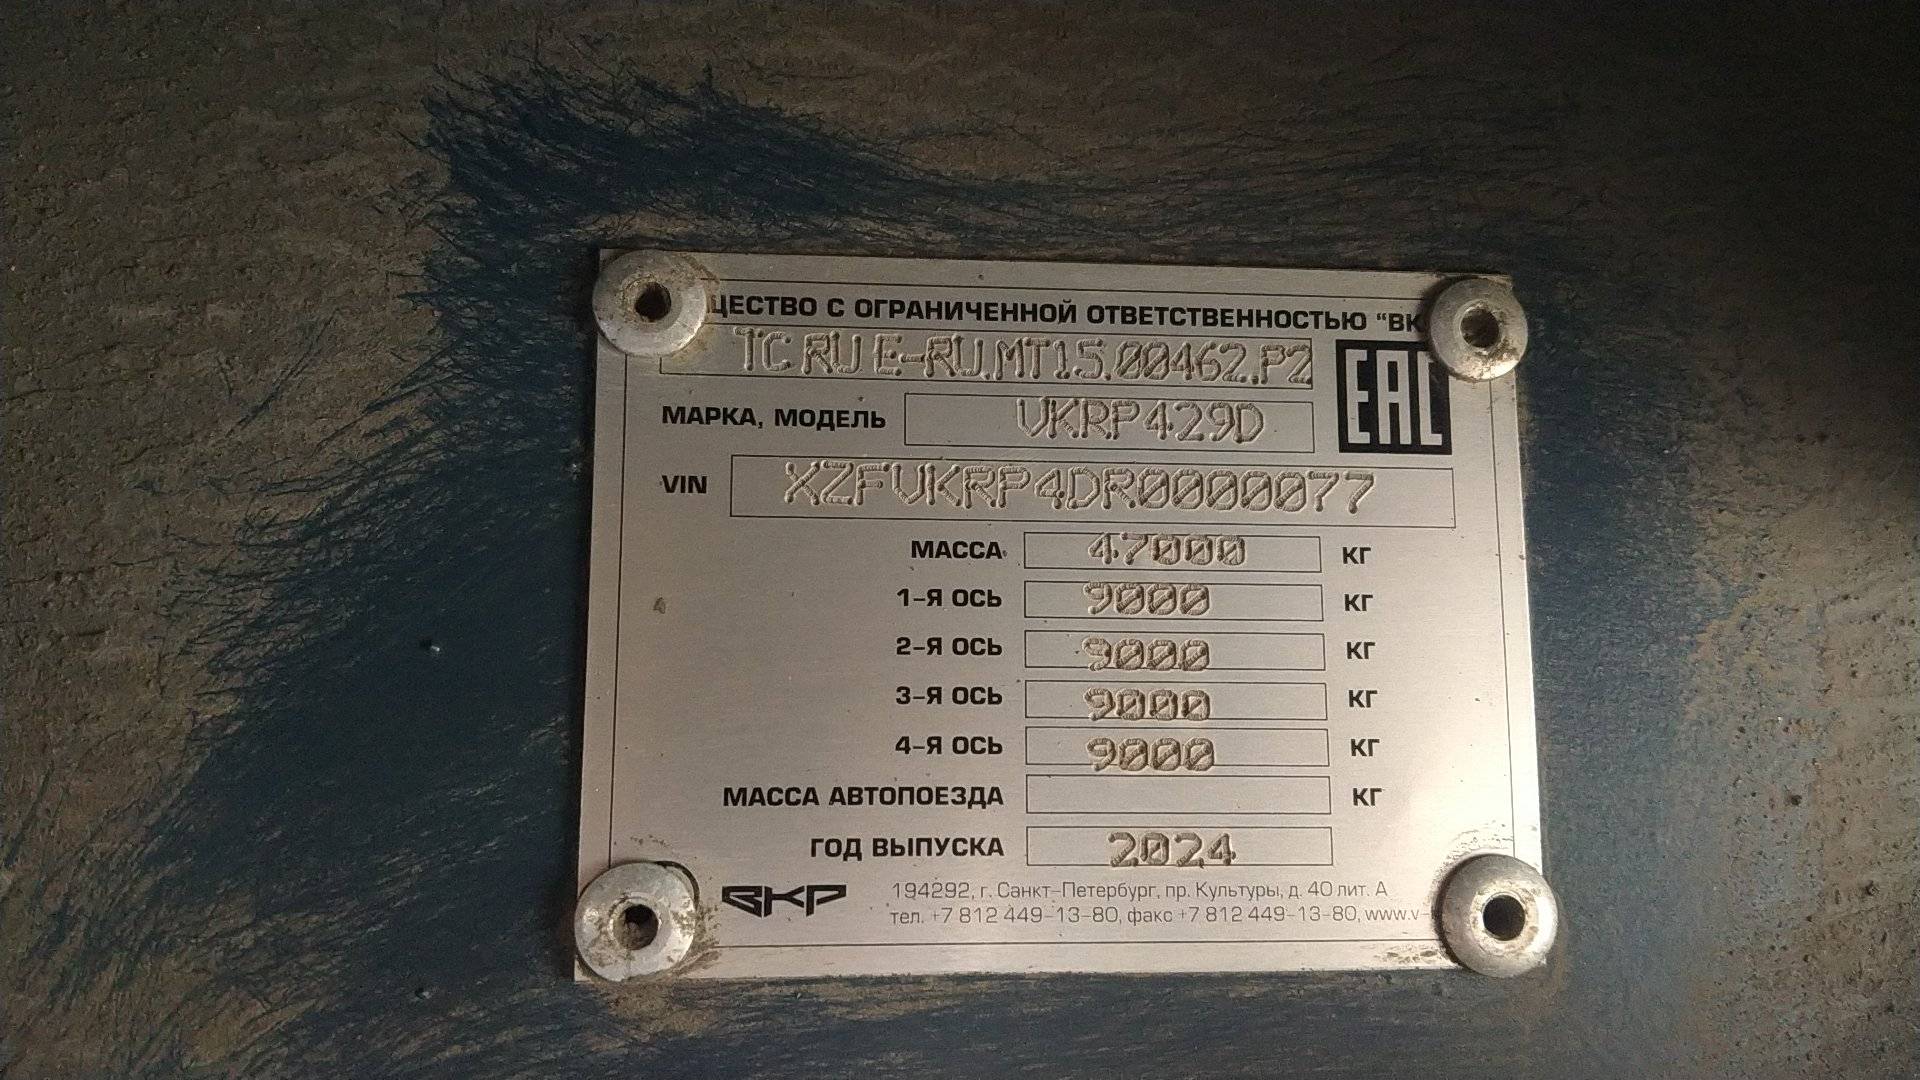 ЩЕСТВО С ОГРАНИЧЕННОЙ ОТВЕТСТВЕННОСТЬЮ "ВК
TC RU E-RU.MT15.00462.P2
EAC
МАРКА, МОДЕЛЬ VKRP429D
VIN XZFVKRP4DR0000077
МАССА 47000 КГ
1-Я ОСЬ 9000 КГ
2-Я ОСЬ 9000 КГ
3-Я ОСЬ 9000 КГ
4-Я ОСЬ 9000 КГ
МАССА АВТОПОЕЗДА КГ
ГОД ВЫПУСКА 2024
ВКР
194292, г. Санкт-Петербург, пр. Культуры, д. 40 лит. А
тел. +7 812 449-13-80, факс +7 812 449-13-80, www.v-